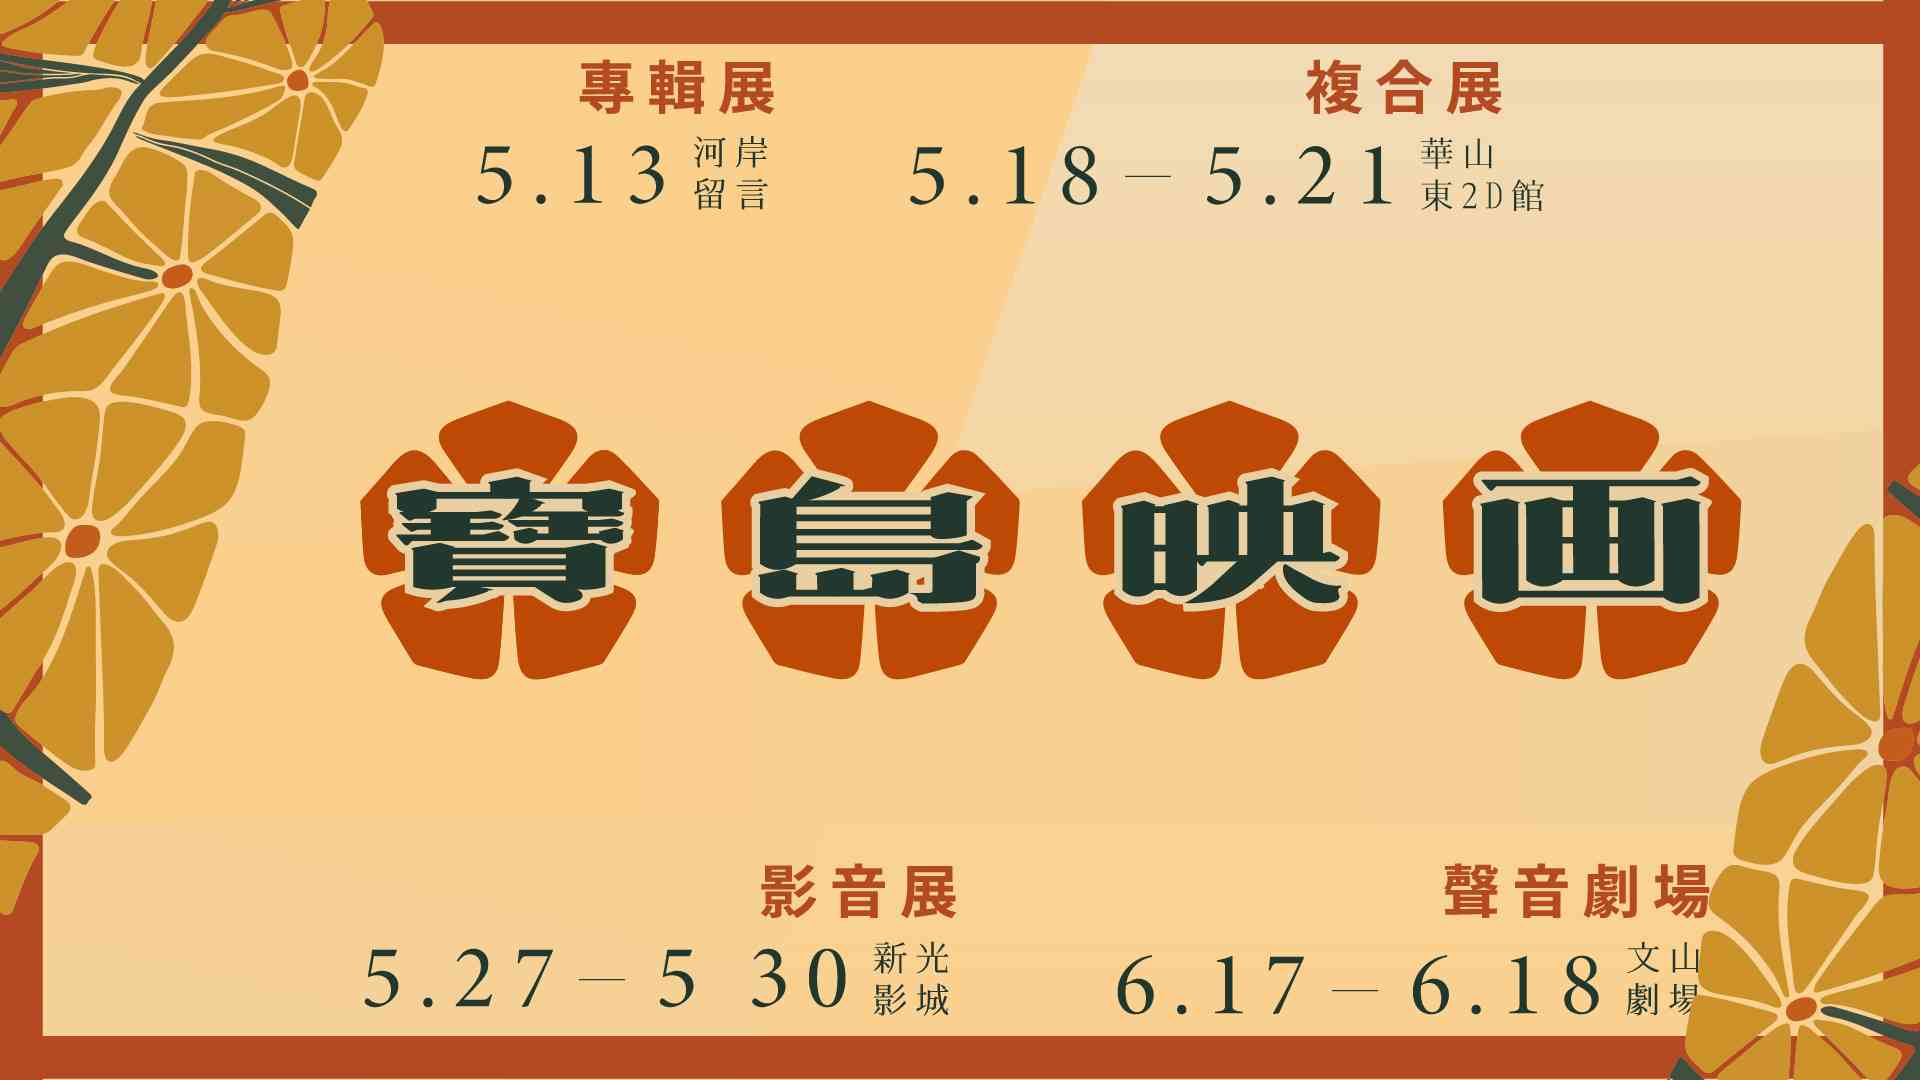 專輯展
5.13 河岸
留言
複合展
5.18 — 5.21 華山
東2D館
寶島映画
影音展
5.27 — 5 30 新光
影城
聲音劇場
6.17 — 6.18 文山
劇場